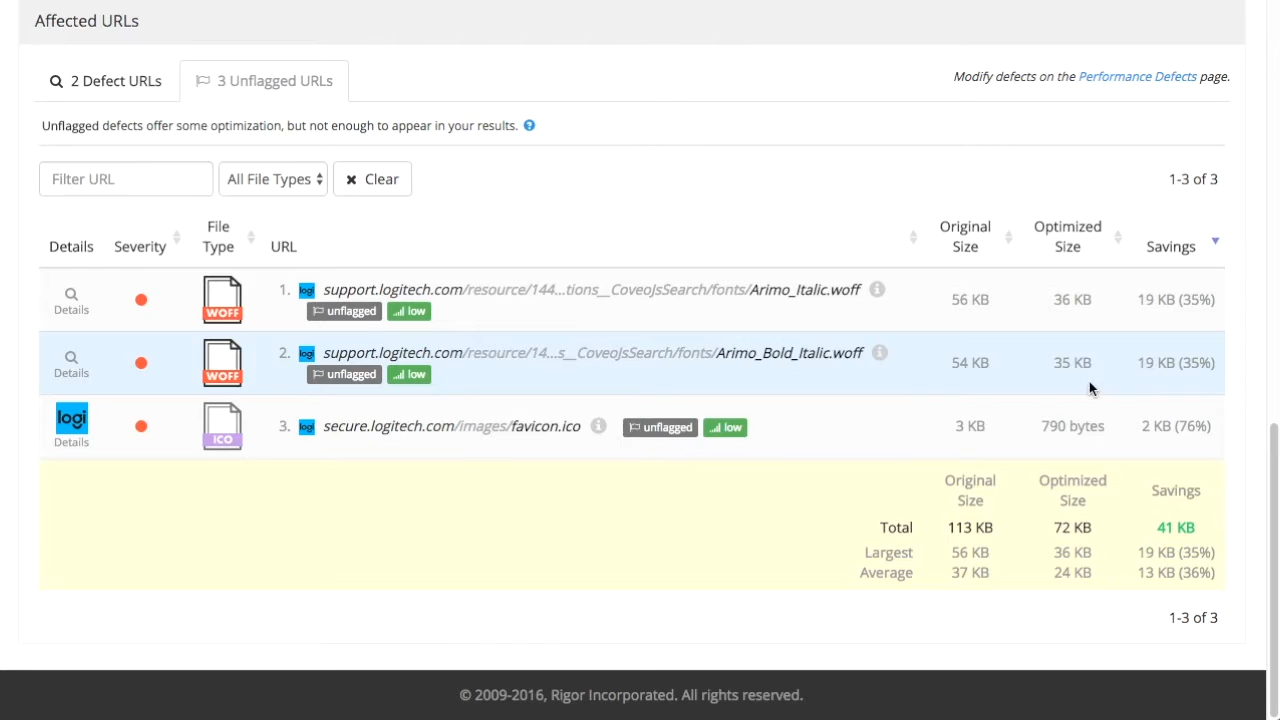 Affected URLs
2 Defect URLs
3 Unflagged URLs
Modify defects on the Performance Defects page.
Unflagged defects offer some optimization, but not enough to appear in your results. ?
Filter URL
All File Types
Clear
1-3 of 3
Details
Severity
File Type
URL
Original Size
Optimized Size
Savings
Details
WOFF
1. logi support.logitech.com/resource/144...tions__CoveoJsSearch/fonts/Arimo_Italic.woff i
unflagged low
56 KB
36 KB
19 KB (35%)
Details
WOFF
2. logi support.logitech.com/resource/14...s__CoveoJsSearch/fonts/Arimo_Bold_Italic.woff i
unflagged low
54 KB
35 KB
19 KB (35%)
logi
Details
ICO
3. logi secure.logitech.com/images/favicon.ico i unflagged low
3 KB
790 bytes
2 KB (76%)
Original Size
Optimized Size
Savings
Total 113 KB 72 KB 41 KB
Largest 56 KB 36 KB 19 KB (35%)
Average 37 KB 24 KB 13 KB (36%)
1-3 of 3
© 2009-2016, Rigor Incorporated. All rights reserved.